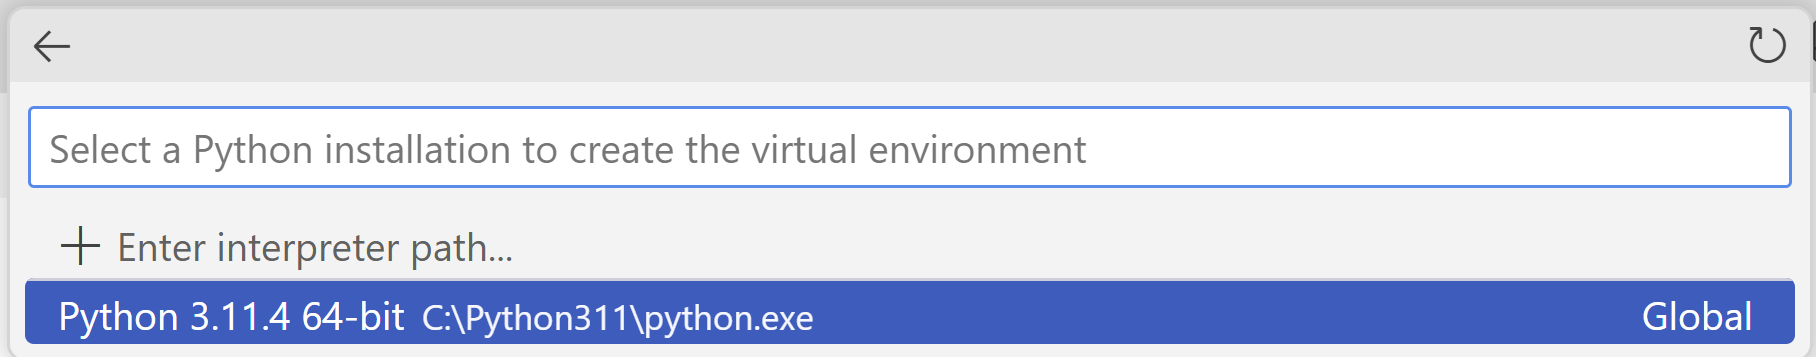 Select a Python installation to create the virtual environment
Enter interpreter path...
Python 3.11.4 64-bit C:\Python311\python.exe Global